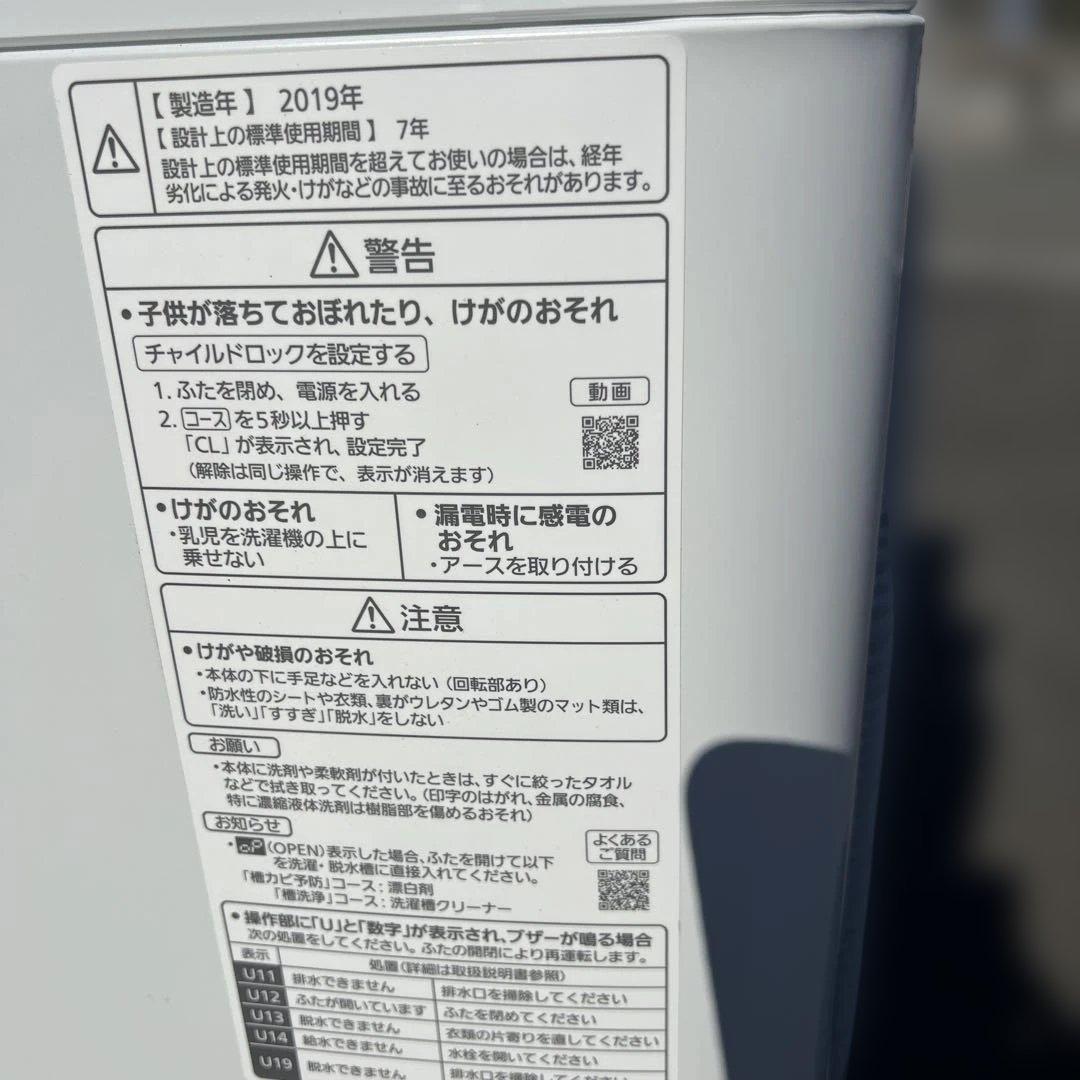 【製造年】 2019年
【設計上の標準使用期間】 7年
設計上の標準使用期間を超えてお使いの場合は、経年
劣化による発火・けがなどの事故に至るおそれがあります。
警告
•子供が落ちておぼれたり、けがのおそれ
チャイルドロックを設定する
1. ふたを閉め、電源を入れる
2. コース を5秒以上押す
「CL」が表示され、設定完了
（解除は同じ操作で、表示が消えます）
動画
•けがのおそれ
・乳児を洗濯機の上に
乗せない
•漏電時に感電の
おそれ
・アースを取り付ける
注意
•けがや破損のおそれ
・本体の下に手足などを入れない（回転部あり）
・防水性のシートや衣類、裏がウレタンやゴム製のマット類は、
「洗い」「すすぎ」「脱水」をしない
お願い
・本体に洗剤や柔軟剤が付いたときは、すぐに絞ったタオル
などで拭き取ってください。（印字のはがれ、金属の腐食、
特に濃縮液体洗剤は樹脂部を傷めるおそれ）
お知らせ
・oP(OPEN)表示した場合、ふたを開けて以下
を洗濯・脱水槽に直接入れてください。
「槽カビ予防」コース：漂白剤
「槽洗浄」コース：洗濯槽クリーナー
よくある
ご質問
•操作部に「U」と「数字」が表示され、ブザーが鳴る場合
次の処置をしてください。ふたの開閉により再運転します。
表示 処置（詳細は取扱説明書参照）
U11 排水できません 排水口を掃除してください
U12 ふたが開いています ふたを閉めてください
U13 脱水できません 衣類の片寄りを直してください
U14 給水できません 水栓を開いてください
U19 脱水できません 排水口を掃除してください